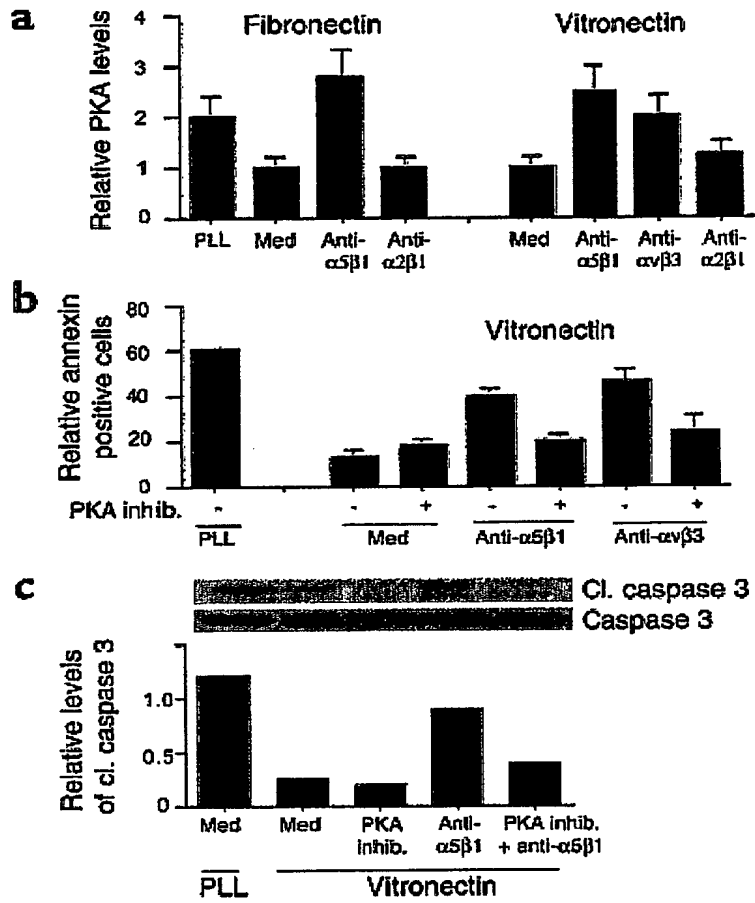 a
Fibronectin Vitronectin
Relative PKA levels
4
3
2
1
0
PLL Med Anti-α5β1 Anti-α2β1 Med Anti-α5β1 Anti-αvβ3 Anti-α2β1
b
Vitronectin
Relative annexin
positive cells
80
60
40
20
0
PKA inhib. - - + - + - +
PLL Med Anti-α5β1 Anti-αvβ3
c
Cl. caspase 3
Caspase 3
Relative levels
of cl. caspase 3
1.0
0.5
0
Med Med PKA inhib. Anti-α5β1 PKA inhib. + anti-α5β1
PLL Vitronectin